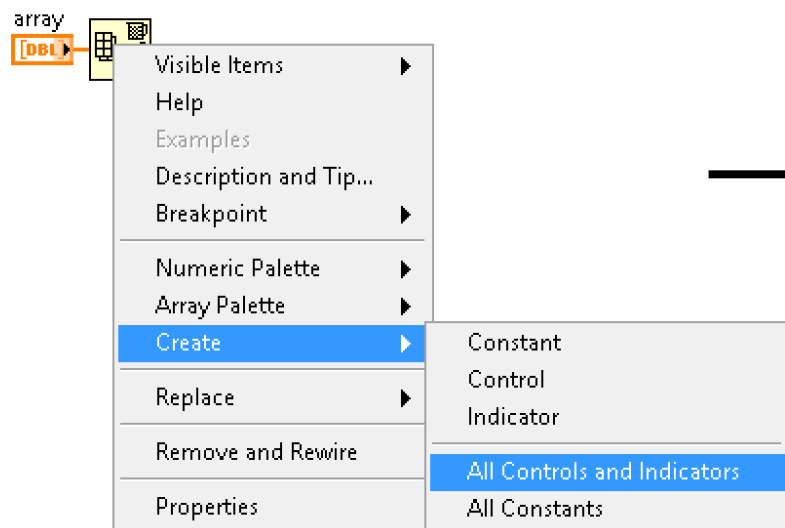 array
[DBL]
Visible Items
Help
Examples
Description and Tip...
Breakpoint
Numeric Palette
Array Palette
Create
Replace
Remove and Rewire
Properties
Constant
Control
Indicator
All Controls and Indicators
All Constants